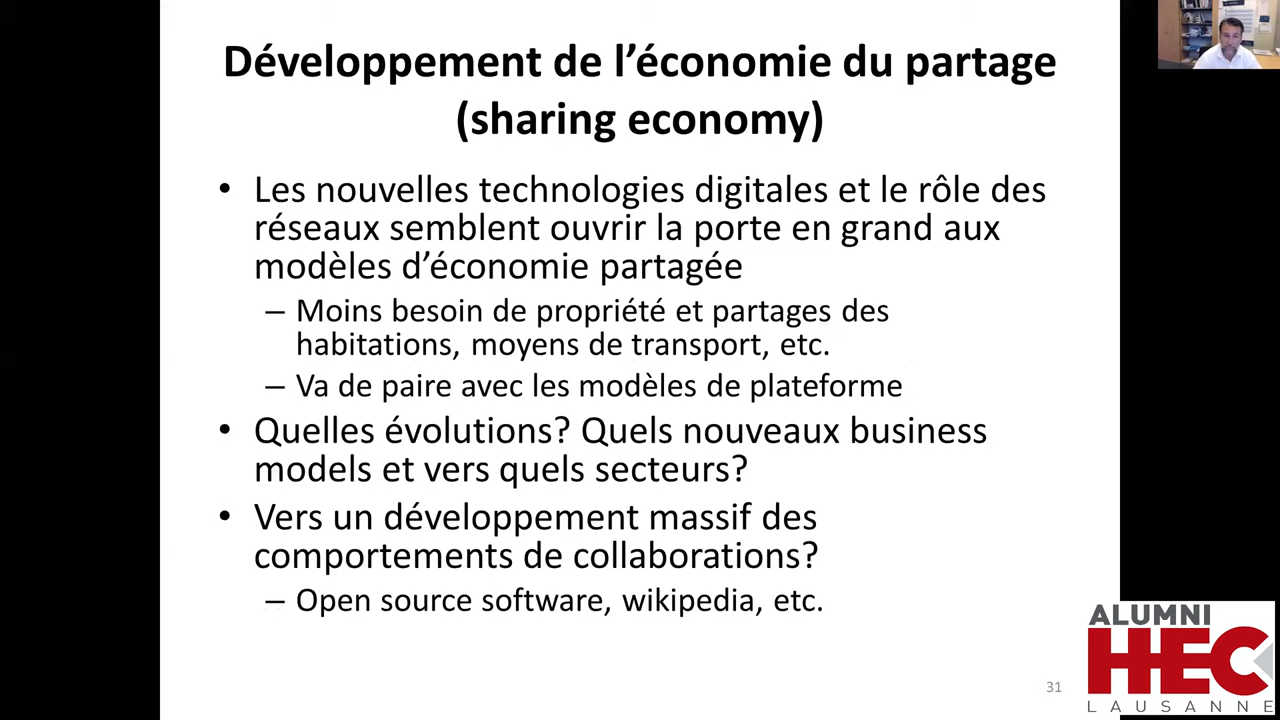 Développement de l’économie du partage
(sharing economy)
• Les nouvelles technologies digitales et le rôle des
réseaux semblent ouvrir la porte en grand aux
modèles d’économie partagée
– Moins besoin de propriété et partages des
habitations, moyens de transport, etc.
– Va de paire avec les modèles de plateforme
• Quelles évolutions? Quels nouveaux business
models et vers quels secteurs?
• Vers un développement massif des
comportements de collaborations?
– Open source software, wikipedia, etc.
31
ALUMNI
HEC
LAUSANNE